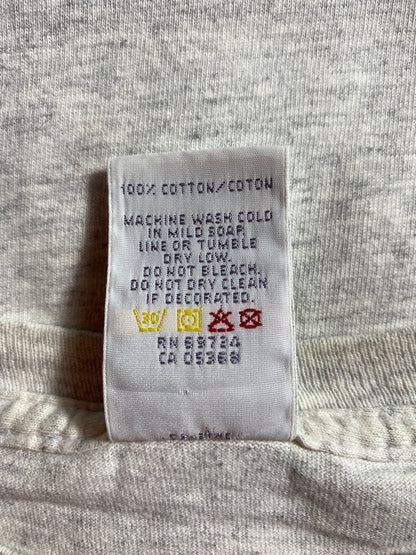 100% COTTON/COTON
MACHINE WASH COLD
IN MILD SOAP.
LINE OR TUMBLE
DRY LOW.
DO NOT BLEACH.
DO NOT DRY CLEAN
IF DECORATED.
30
RN 69724
CA 05368